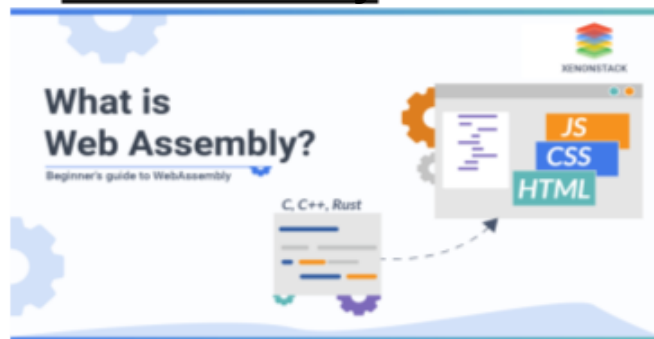 XENONSTACK
What is
Web Assembly?
Beginner's guide to WebAssembly
C, C++, Rust
JS
CSS
HTML